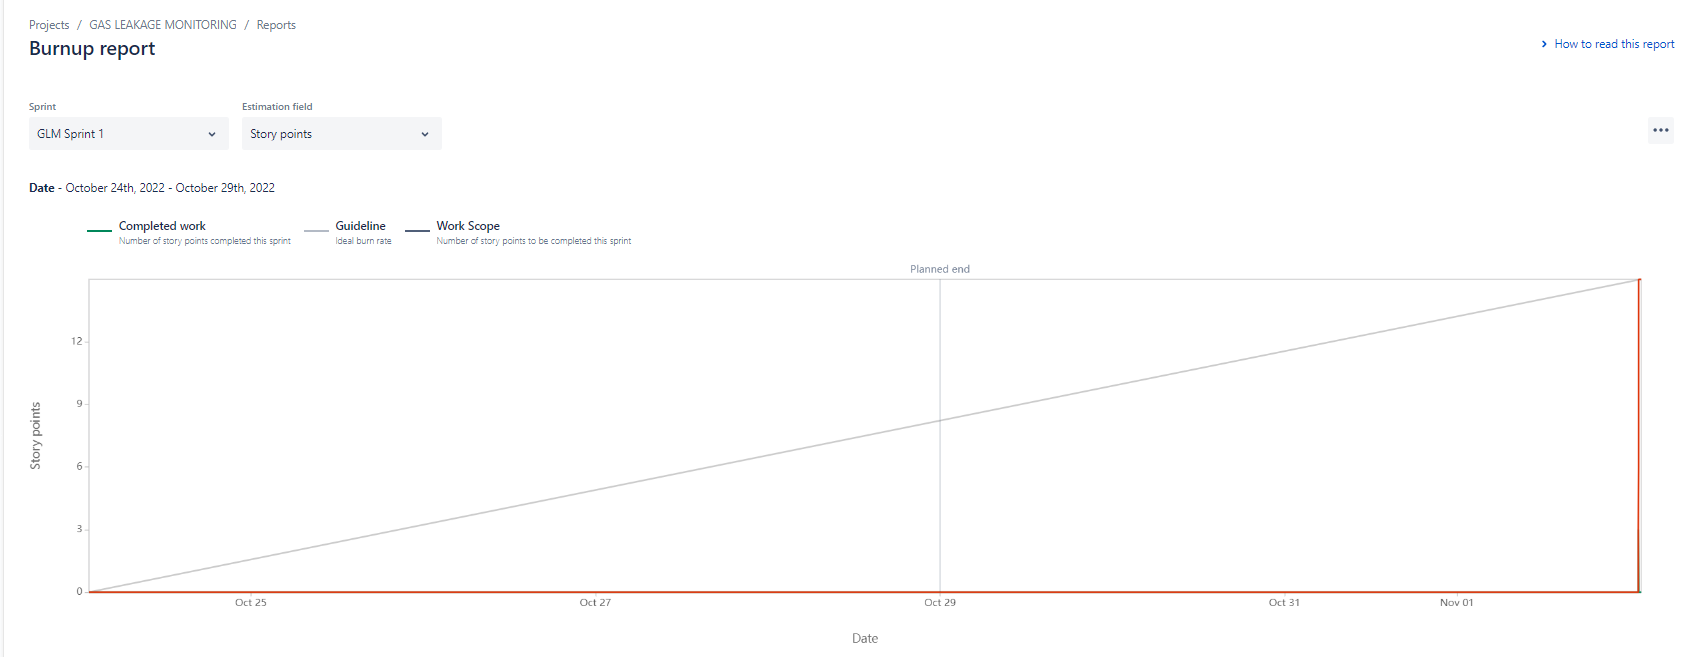 Projects / GAS LEAKAGE MONITORING / Reports
Burnup report
How to read this report
Sprint
Estimation field
GLM Sprint 1
Story points
Date - October 24th, 2022 - October 29th, 2022
Completed work
Number of story points completed this sprint
Guideline
Ideal burn rate
Work Scope
Number of story points to be completed this sprint
Planned end
12
9
6
3
0
Story points
Oct 25
Oct 27
Oct 29
Oct 31
Nov 01
Date